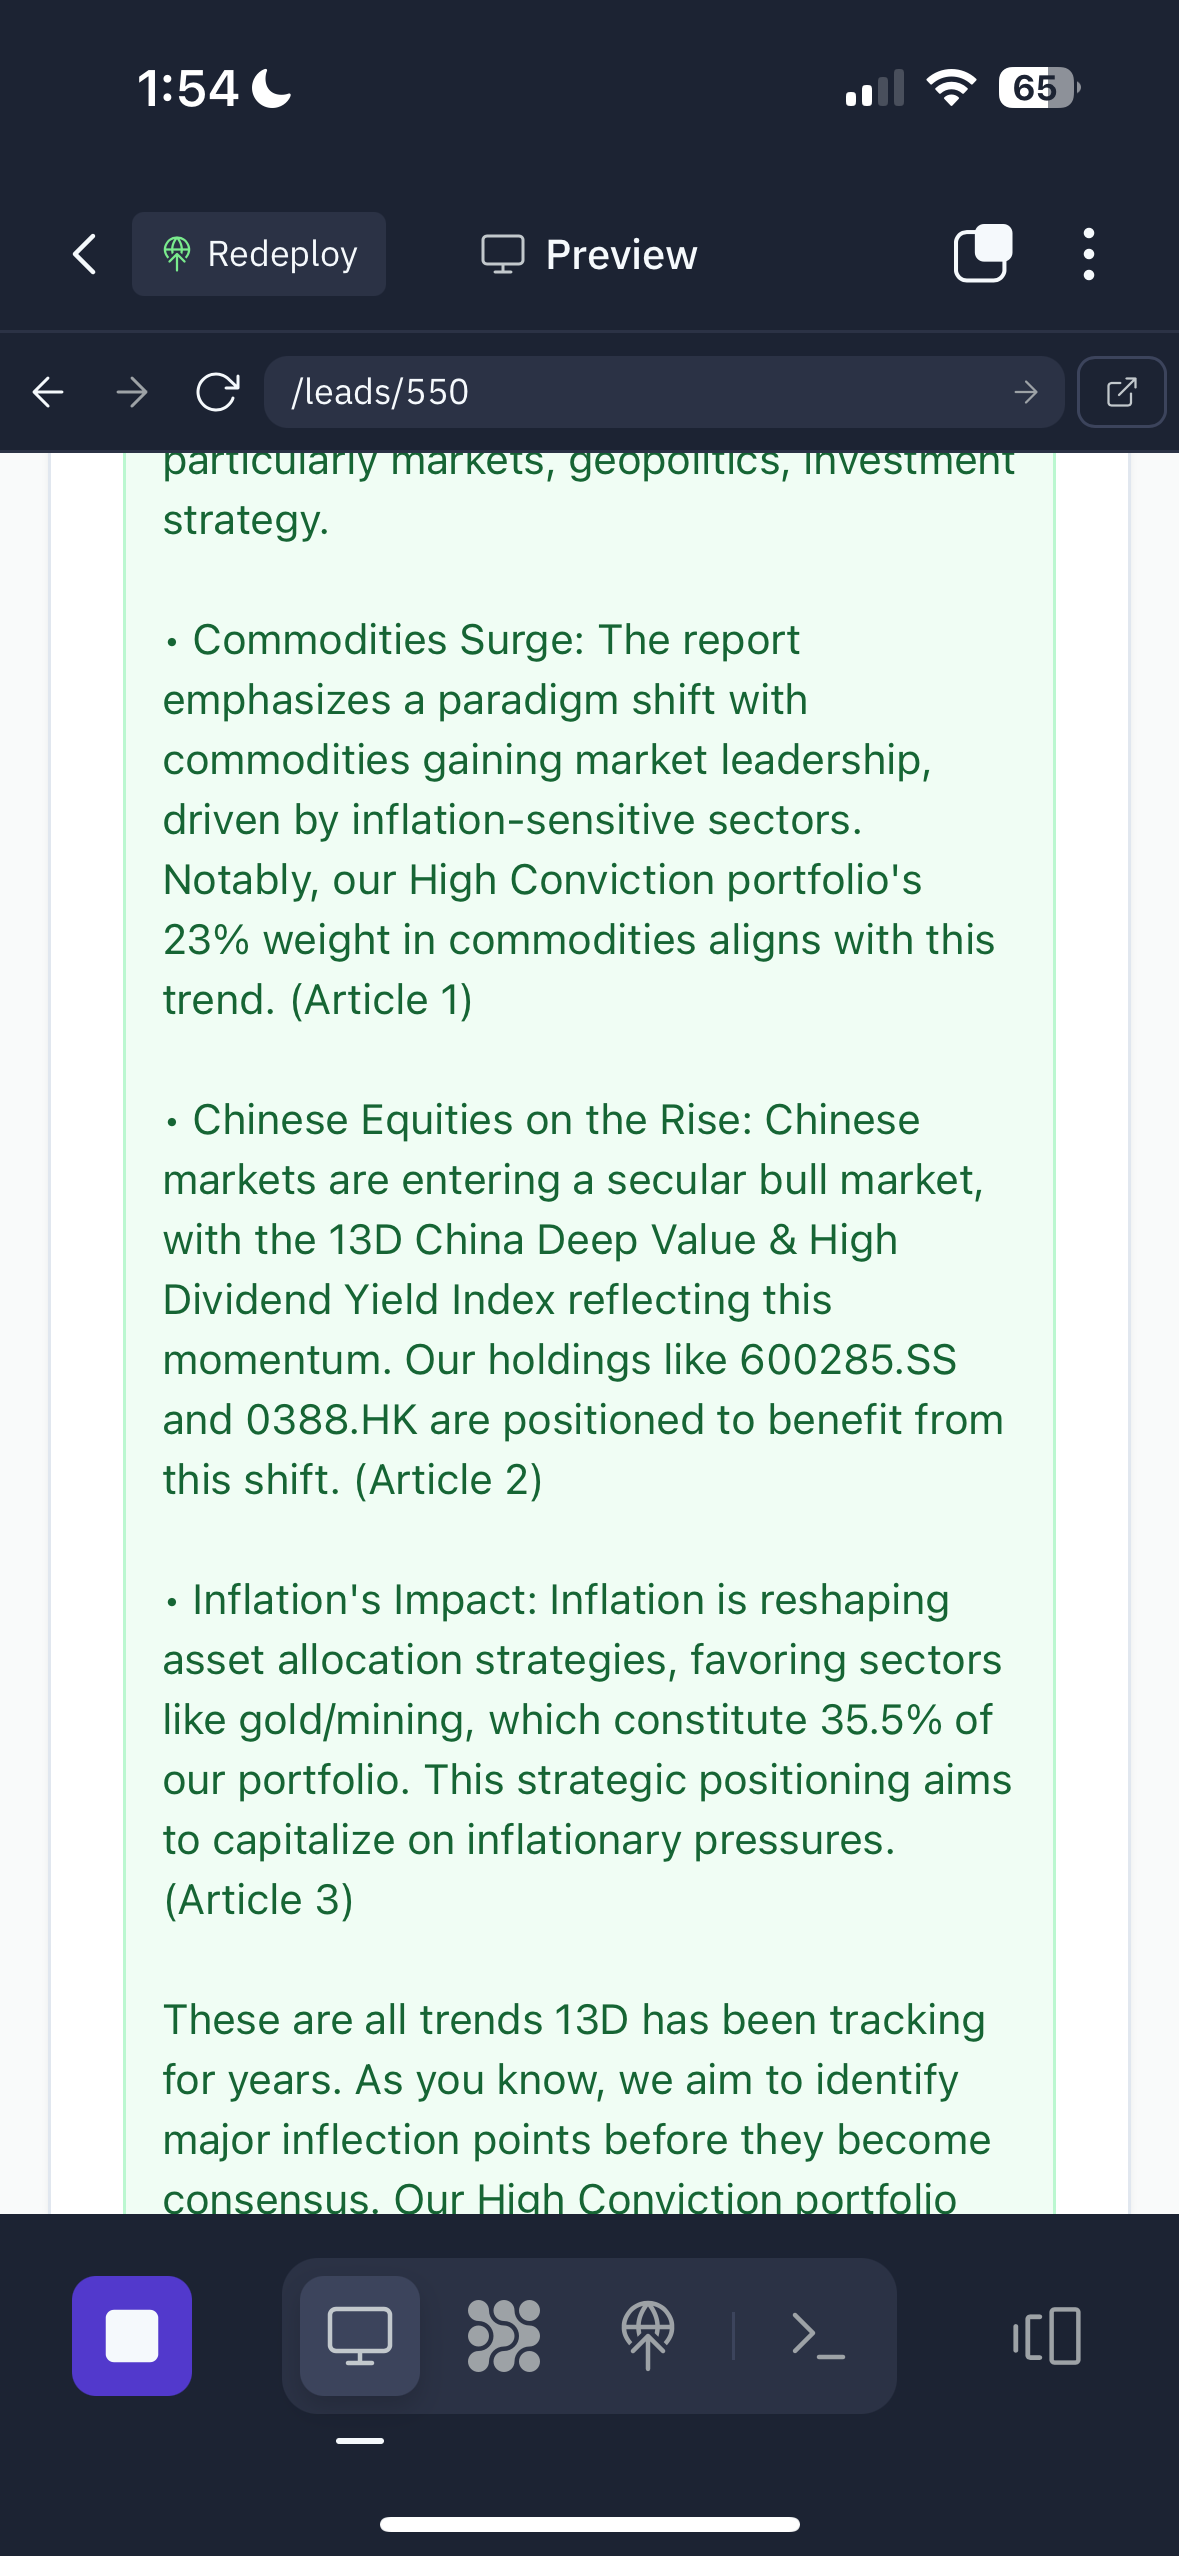 1:54
65
Redeploy
Preview
/leads/550
particularly markets, geopolitics, investment
strategy.
• Commodities Surge: The report
emphasizes a paradigm shift with
commodities gaining market leadership,
driven by inflation-sensitive sectors.
Notably, our High Conviction portfolio's
23% weight in commodities aligns with this
trend. (Article 1)
• Chinese Equities on the Rise: Chinese
markets are entering a secular bull market,
with the 13D China Deep Value & High
Dividend Yield Index reflecting this
momentum. Our holdings like 600285.SS
and 0388.HK are positioned to benefit from
this shift. (Article 2)
• Inflation's Impact: Inflation is reshaping
asset allocation strategies, favoring sectors
like gold/mining, which constitute 35.5% of
our portfolio. This strategic positioning aims
to capitalize on inflationary pressures.
(Article 3)
These are all trends 13D has been tracking
for years. As you know, we aim to identify
major inflection points before they become
consensus. Our High Conviction portfolio